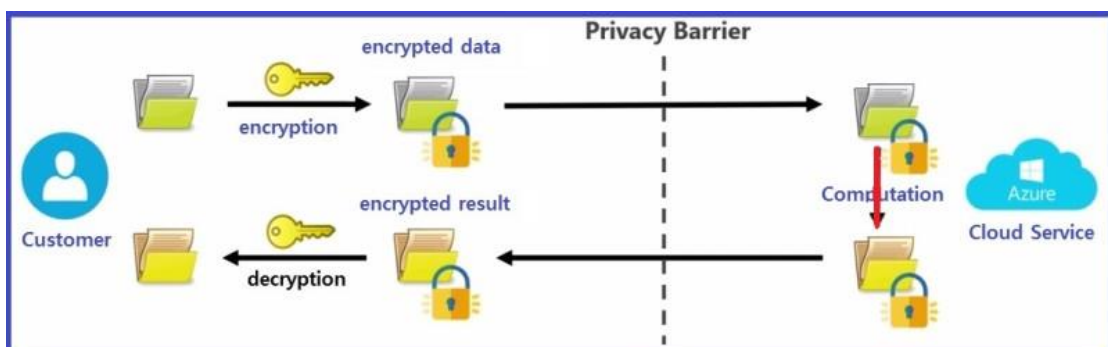 Privacy Barrier
encrypted data
encryption
Customer
Computation
Azure
Cloud Service
encrypted result
decryption